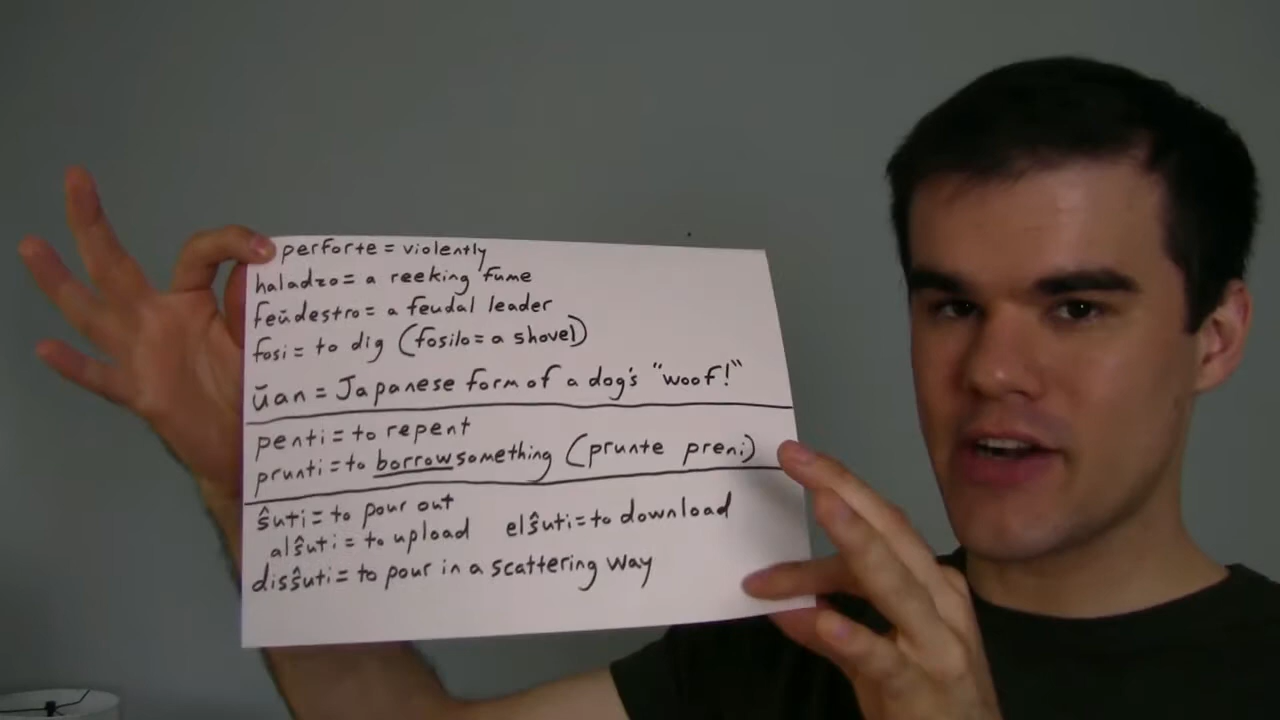 perforte = violently
haladzo = a reeking fume
feŭdestro = a feudal leader
fosi = to dig (fosilo = a shovel)
ŭan = Japanese form of a dog's "woof!"
penti = to repent
prunti = to borrow something (prunte preni)
ŝuti = to pour out
alŝuti = to upload elŝuti = to download
disŝuti = to pour in a scattering way